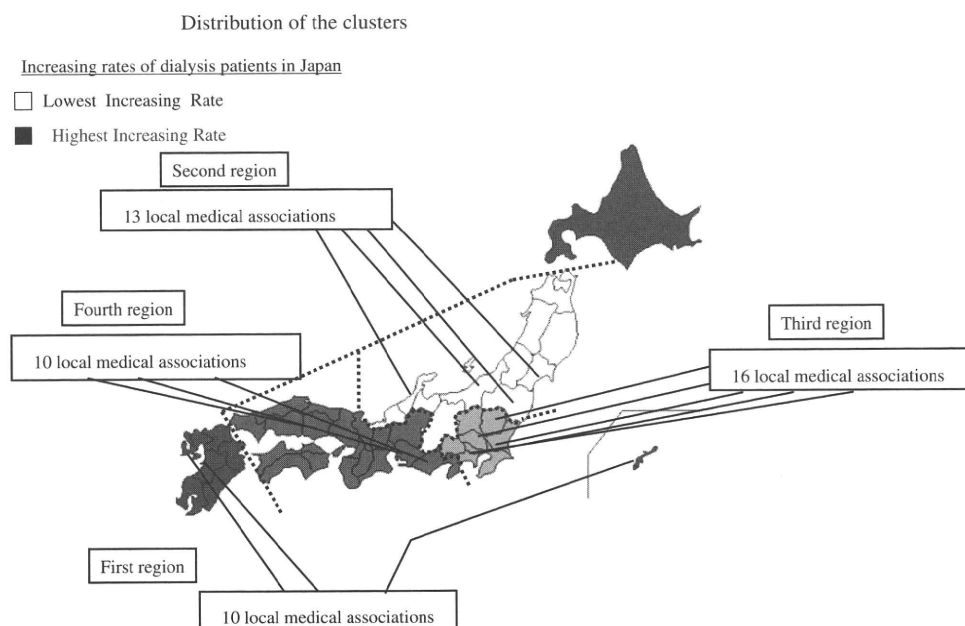 Distribution of the clusters
Increasing rates of dialysis patients in Japan
Lowest Increasing Rate
Highest Increasing Rate
Second region
13 local medical associations
Fourth region
10 local medical associations
Third region
16 local medical associations
First region
10 local medical associations